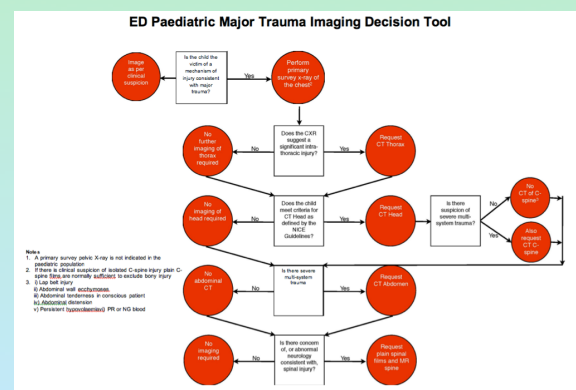 ED Paediatric Major Trauma Imaging Decision Tool
Image
as per
clinical
suspicion
Is the child the
victim of a
mechanism of
injury consistent
with major
trauma?
Yes
Perform
primary
survey x-ray of
the chest¹
No
further
imaging of
thorax
required
No
Does the CXR
suggest a
significant intra-
thoracic injury?
Yes
Request
CT Thorax
No
imaging of
head required
No
Does the child
meet criteria for
CT Head as
defined by the
NICE
Guidelines?
Yes
Request
CT Head
Is there
suspicion of
severe multi-
system trauma?
No
No
CT of C-
spine²
Yes
Also
request
CT C-
spine
Notes
1. A primary survey pelvic X-ray is not indicated in the
paediatric population
2. If there is clinical suspicion of isolated C-spine injury plain C-
spine films are normally sufficient to exclude bony injury
3. i) Lap belt injury
ii) Abdominal wall ecchymoses
iii) Abdominal tenderness in conscious patient
iv) Abdominal distension
v) Persistent hypovolaemia vi) PR or NG blood
No
abdominal
CT
No
Is there severe
multi-system
trauma
Yes
Request
CT Abdomen
No
imaging
required
No
Is there concern
of, or abnormal
neurology
consistent with,
spinal injury?
Yes
Request
plain spinal
films and MR
spine